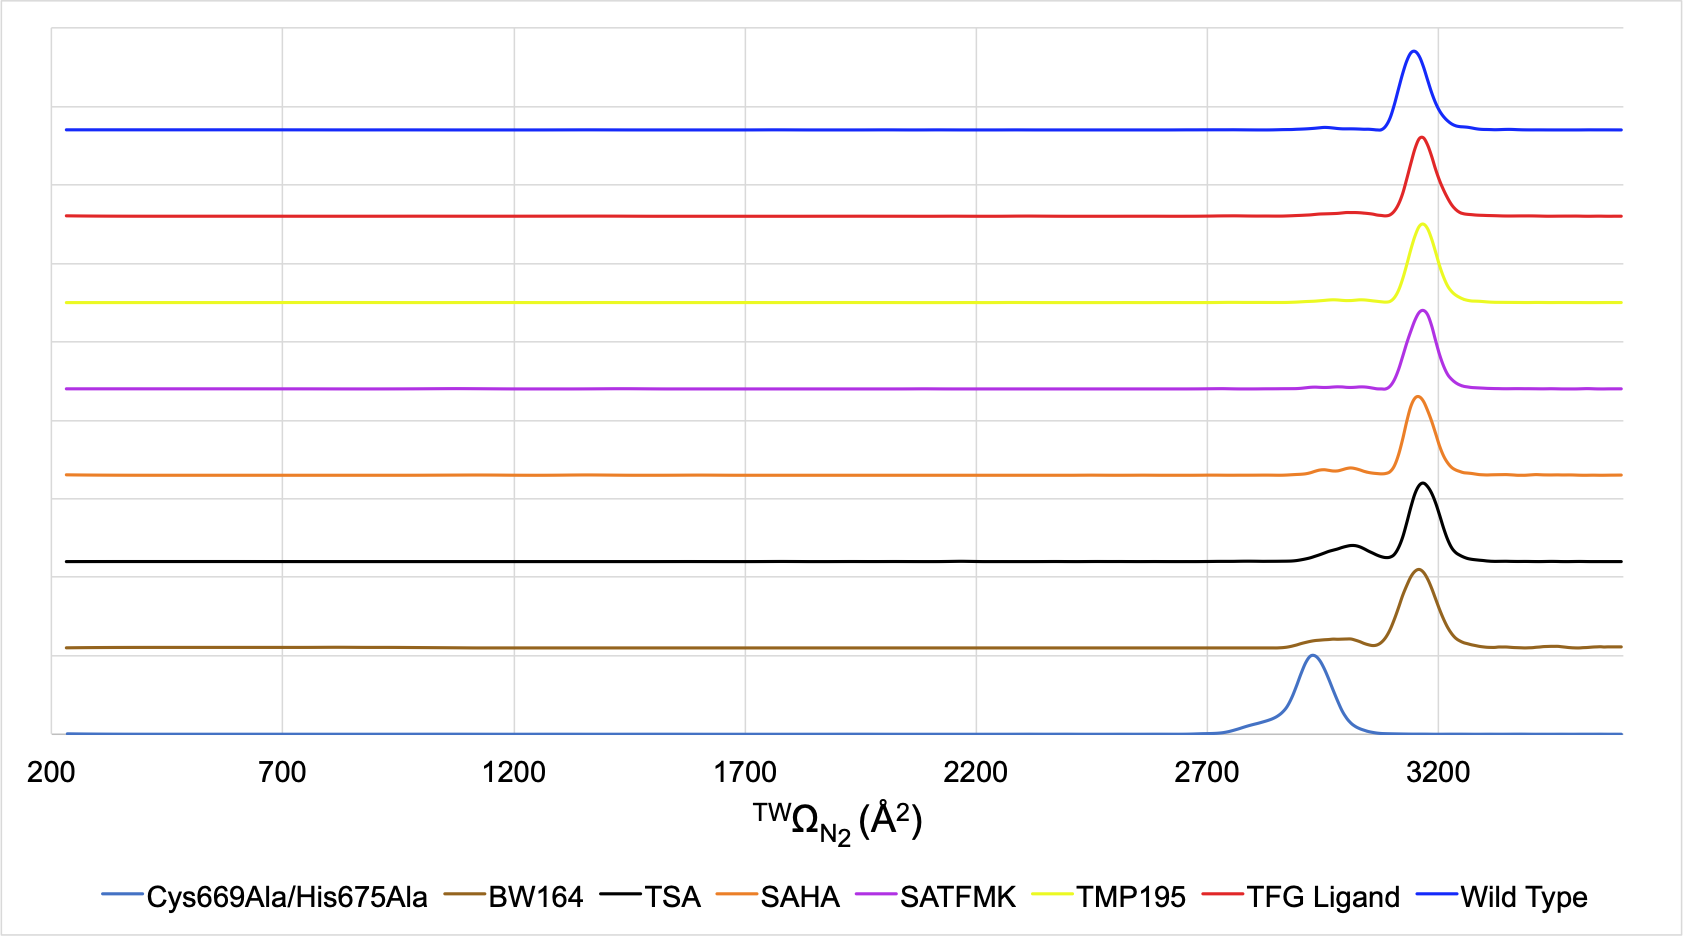 200 700 1200 1700 2200 2700 3200
TWΩN2 (Å2)
Cys669Ala/His675Ala BW164 TSA SAHA SATFMK TMP195 TFG Ligand Wild Type